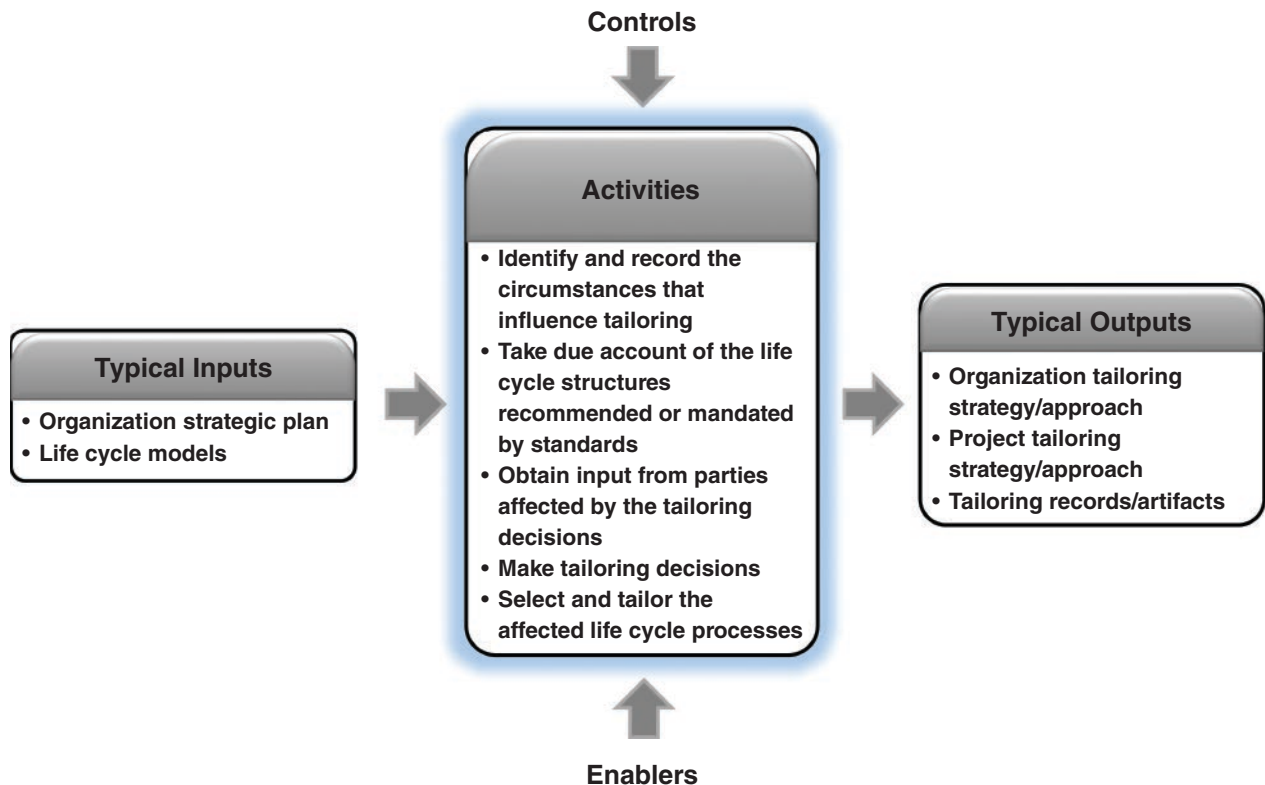 Controls
Typical Inputs
• Organization strategic plan
• Life cycle models
Activities
• Identify and record the
circumstances that
influence tailoring
• Take due account of the life
cycle structures
recommended or mandated
by standards
• Obtain input from parties
affected by the tailoring
decisions
• Make tailoring decisions
• Select and tailor the
affected life cycle processes
Typical Outputs
• Organization tailoring
strategy/approach
• Project tailoring
strategy/approach
• Tailoring records/artifacts
Enablers